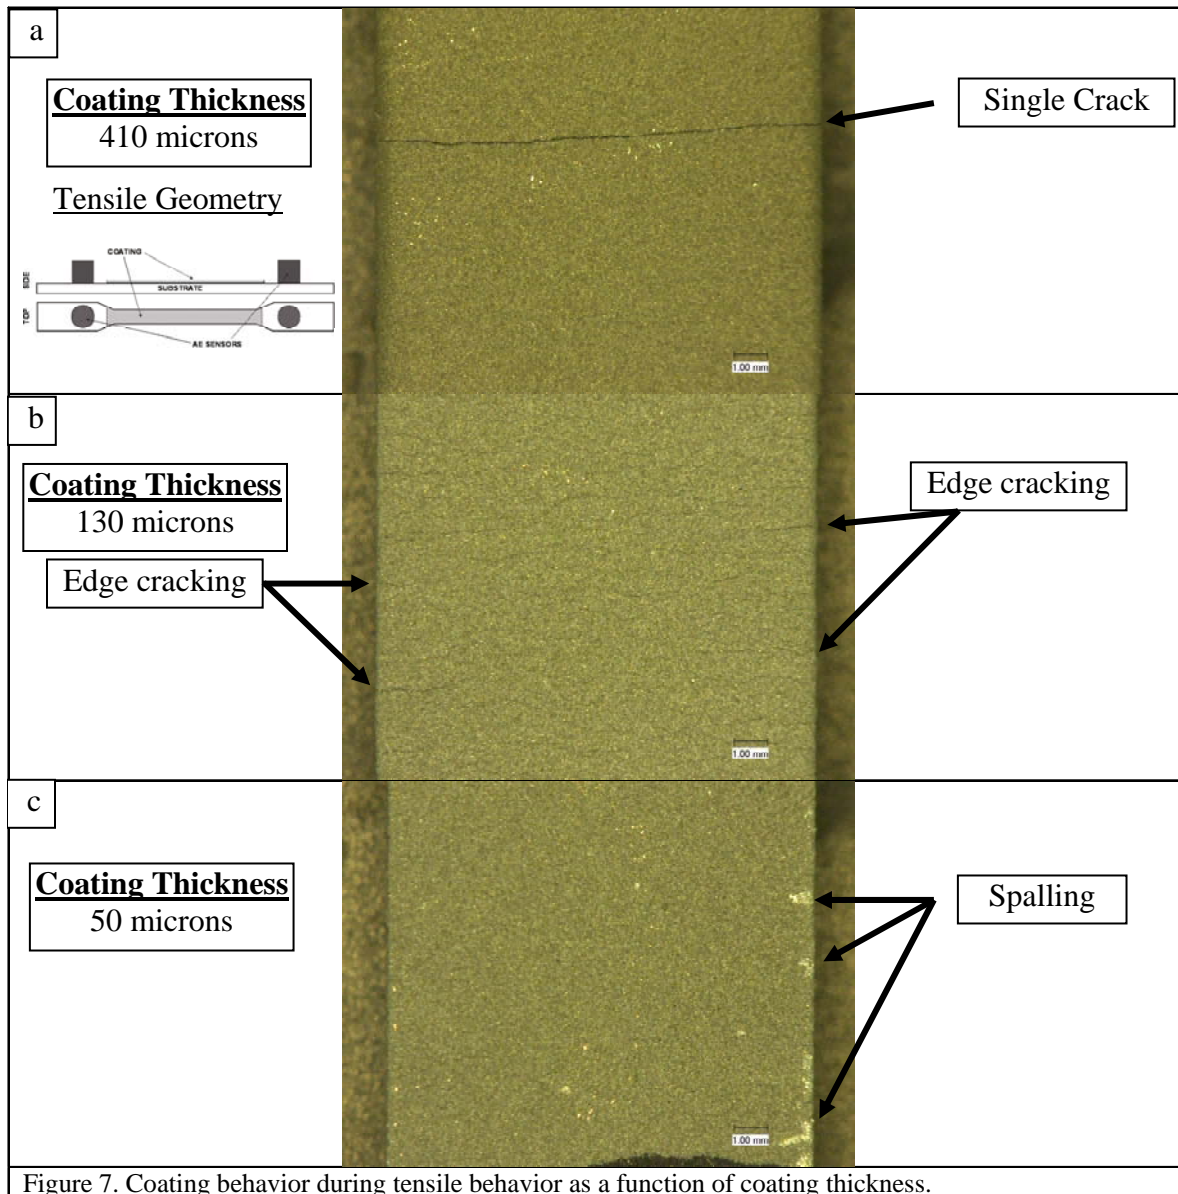 a
Coating Thickness
410 microns
Single Crack
Tensile Geometry
COATING
SIDE
SUBSTRATE
TOP
AE SENSORS
1.00 mm
b
Coating Thickness
130 microns
Edge cracking
Edge cracking
1.00 mm
c
Coating Thickness
50 microns
Spalling
1.00 mm
Figure 7. Coating behavior during tensile behavior as a function of coating thickness.